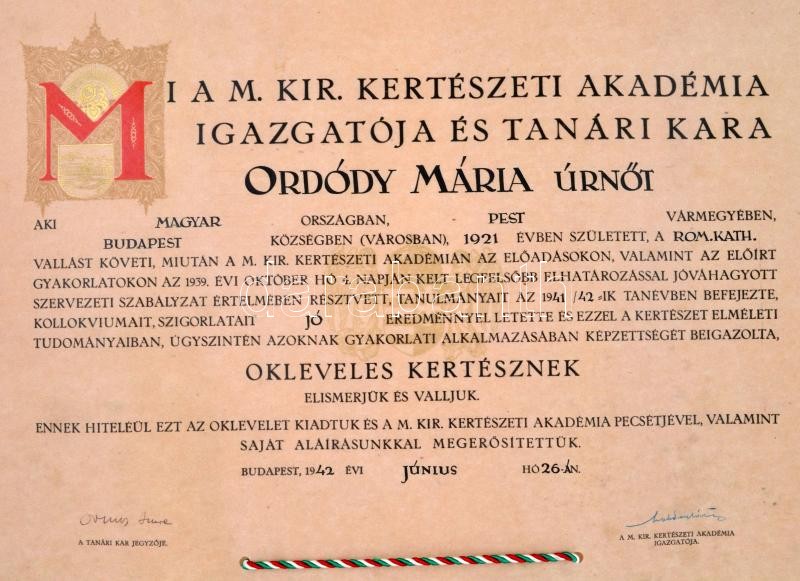 MI A M. KIR. KERTÉSZETI AKADÉMIA
IGAZGATÓJA ÉS TANÁRI KARA
ORDÓDY MÁRIA ÚRNŐT
AKI MAGYAR ORSZÁGBAN, PEST VÁRMEGYÉBEN,
BUDAPEST KÖZSÉGBEN (VÁROSBAN), 1921 ÉVBEN SZÜLETETT, A RÓM. KATH.
VALLÁST KÖVETI, MIUTÁN A M. KIR. KERTÉSZETI AKADÉMIÁN AZ ELŐADÁSOKON, VALAMINT AZ ELŐÍRT
GYAKORLATOKON AZ 1939. ÉVI OKTÓBER HÓ 4. NAPJÁN KELT LEGFELSŐBB ELHATÁROZÁSSAL JÓVÁHAGYOTT
SZERVEZETI SZABÁLYZAT ÉRTELMÉBEN RÉSZTVETT, TANULMÁNYAIT AZ 1941/42-IK TANÉVBEN BEFEJEZTE,
KOLLOKVIUMAIT, SZIGORLATAIT JÓ EREDMÉNNYEL LETETTE ÉS EZZEL A KERTÉSZET ELMÉLETI
TUDOMÁNYAIBAN, ÚGYSZINTÉN AZOKNAK GYAKORLATI ALKALMAZÁSÁBAN KÉPZETTSÉGÉT BEIGAZOLTA,
OKLEVELES KERTÉSZNEK
ELISMERJÜK ÉS VALLJUK.
ENNEK HITELÉÜL EZT AZ OKLEVELET KIADTUK ÉS A M. KIR. KERTÉSZETI AKADÉMIA PECSÉTJÉVEL, VALAMINT
SAJÁT ALÁÍRÁSUNKKAL MEGERŐSÍTETTÜK.
BUDAPEST, 1942 ÉVI JÚNIUS HÓ 26-ÁN.
Ormos Imre
A TANÁRI KAR JEGYZŐJE.
A M. KIR. KERTÉSZETI AKADÉMIA
IGAZGATÓJA.
darabanth